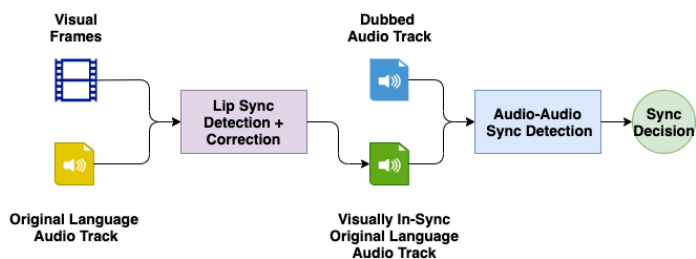 Visual
Frames
Dubbed
Audio Track
Lip Sync
Detection +
Correction
Audio-Audio
Sync Detection
Sync
Decision
Original Language
Audio Track
Visually In-Sync
Original Language
Audio Track